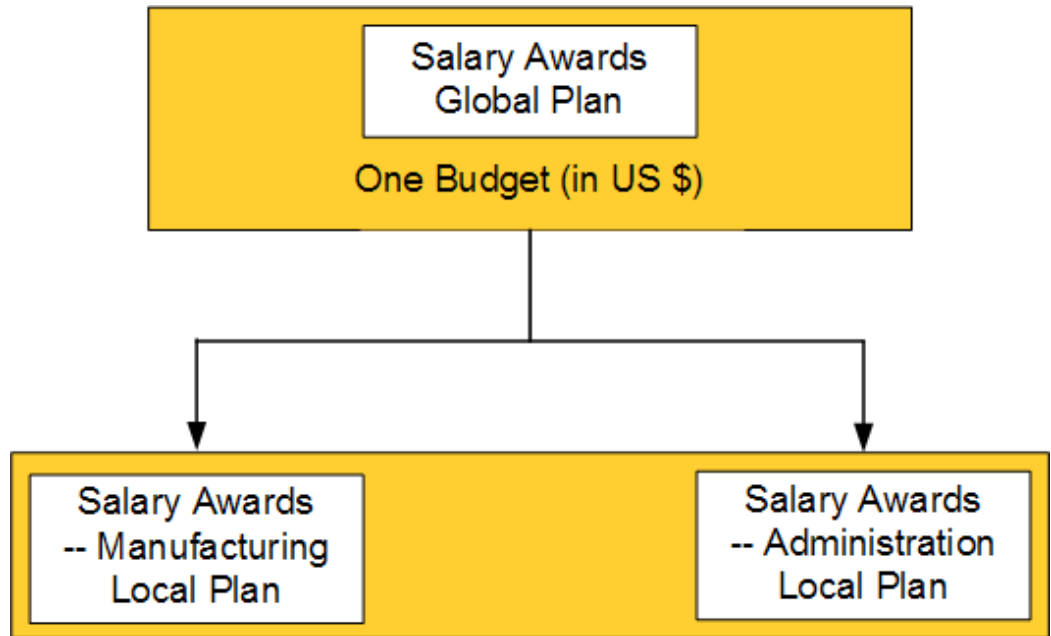 Salary Awards
Global Plan
One Budget (in US $)
Salary Awards
-- Manufacturing
Local Plan
Salary Awards
-- Administration
Local Plan